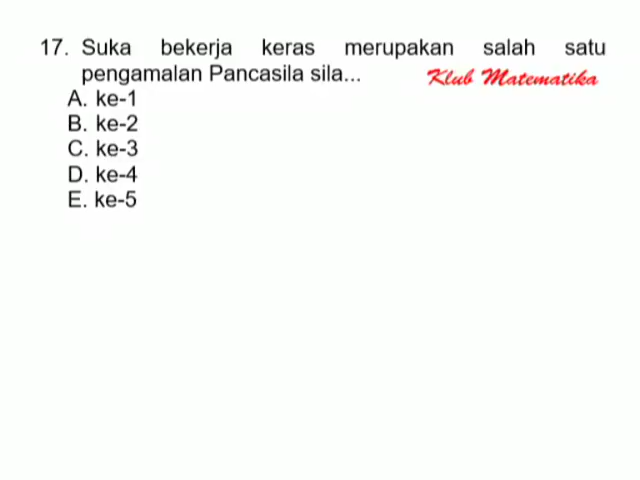 17. Suka bekerja keras merupakan salah satu
pengamalan Pancasila sila... Klub Matematika
A. ke-1
B. ke-2
C. ke-3
D. ke-4
E. ke-5